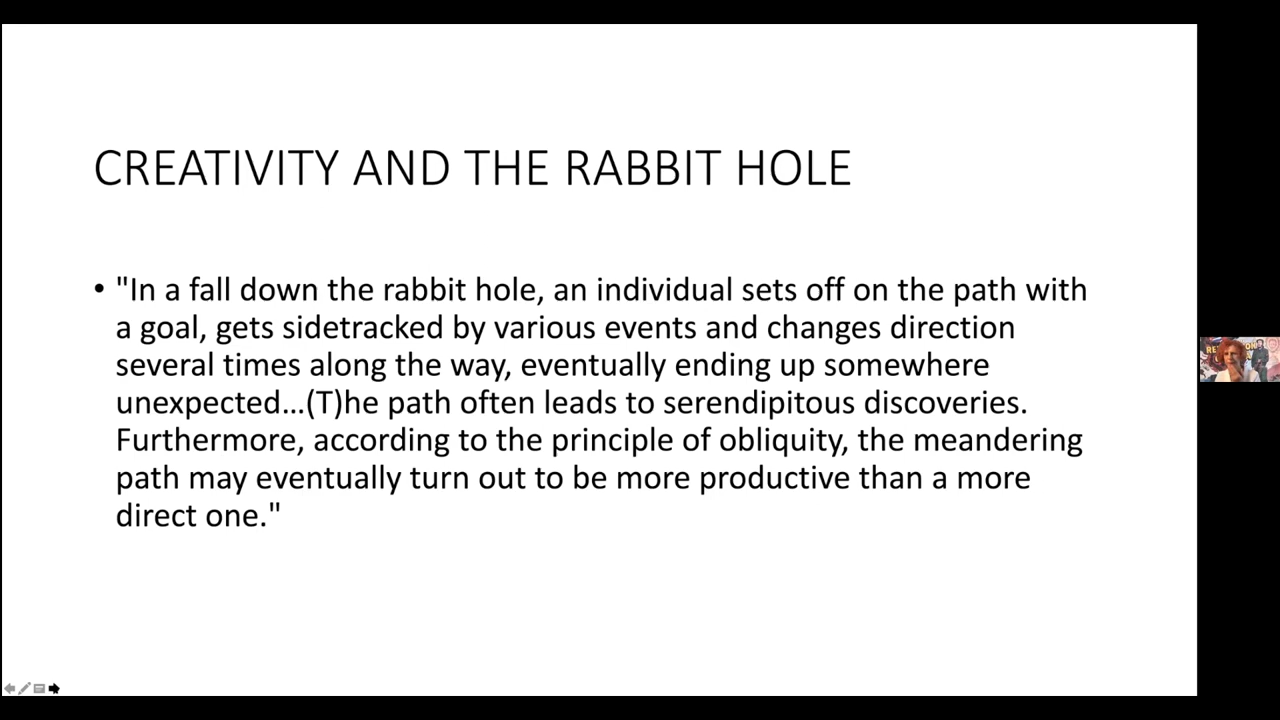 CREATIVITY AND THE RABBIT HOLE
• "In a fall down the rabbit hole, an individual sets off on the path with
a goal, gets sidetracked by various events and changes direction
several times along the way, eventually ending up somewhere
unexpected…(T)he path often leads to serendipitous discoveries.
Furthermore, according to the principle of obliquity, the meandering
path may eventually turn out to be more productive than a more
direct one."